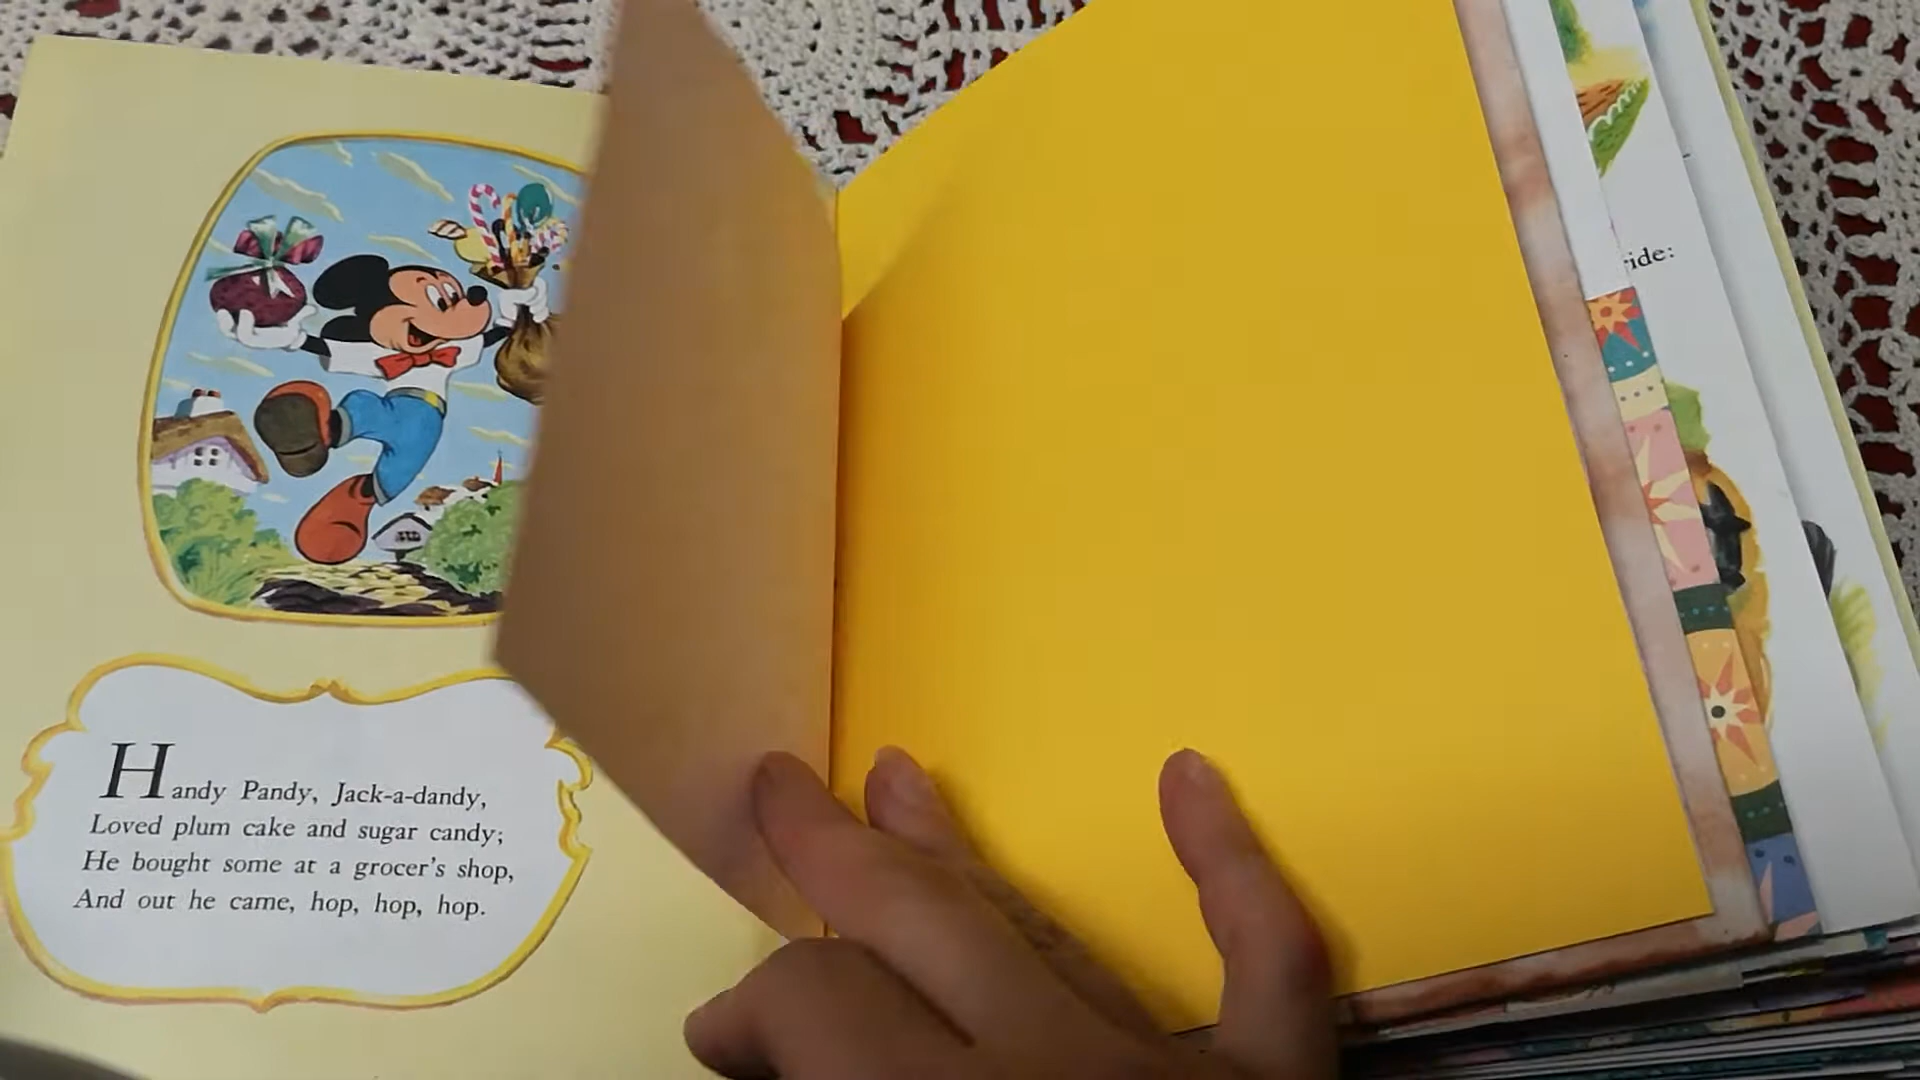 Handy Pandy, Jack-a-dandy,
Loved plum cake and sugar candy;
He bought some at a grocer's shop,
And out he came, hop, hop, hop.
ride: